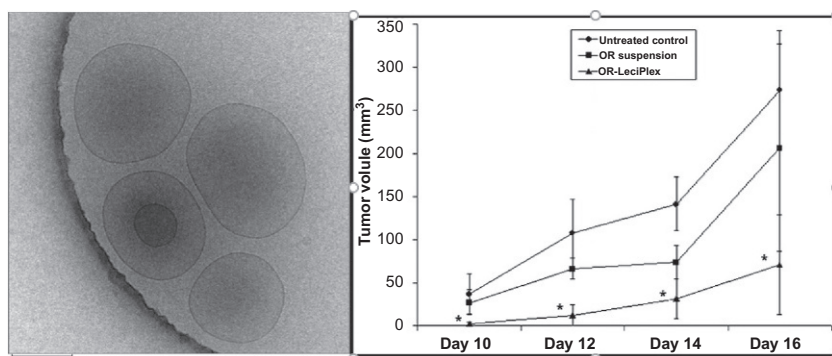 350
300
250
200
150
100
50
0
Tumor volule (mm³)
Untreated control
OR suspension
OR-LeciPlex
*
*
*
*
Day 10 Day 12 Day 14 Day 16